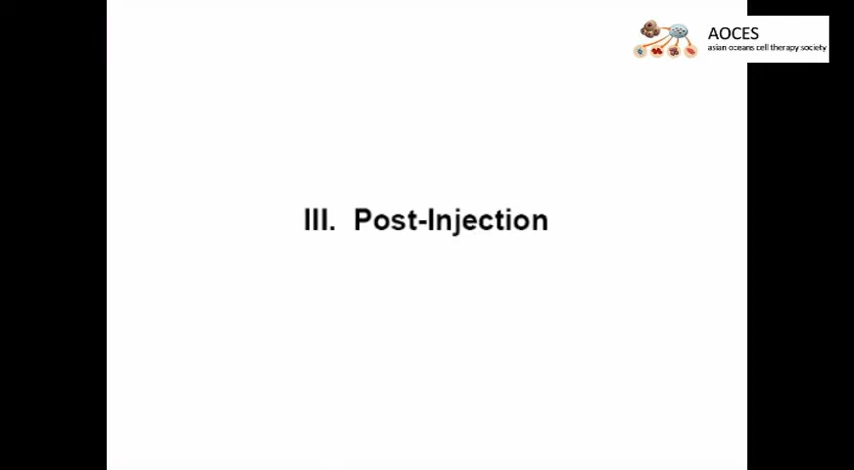 AOCES
asian oceans cell therapy society
III. Post-Injection